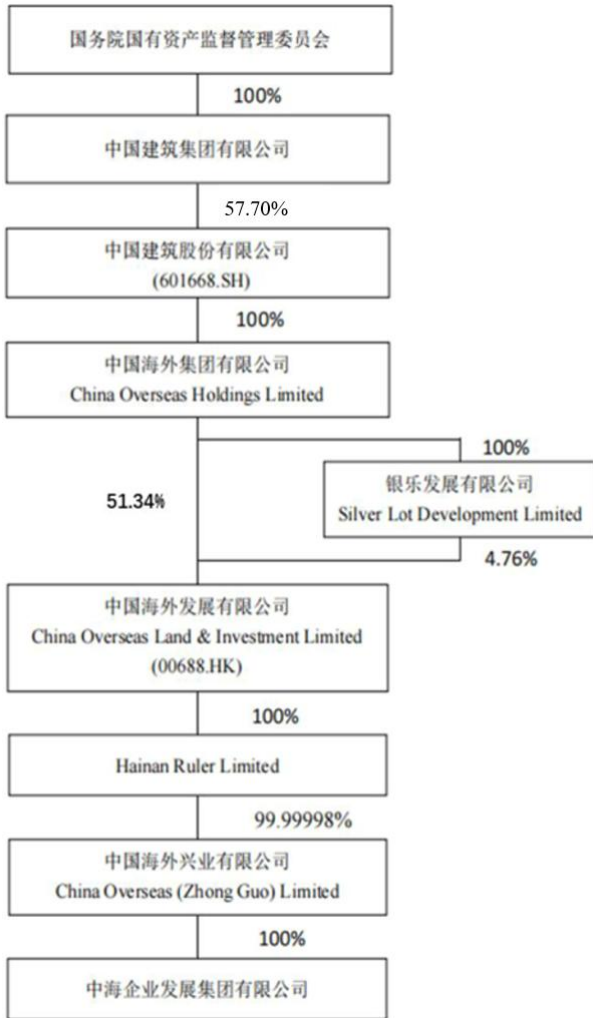 国务院国有资产监督管理委员会
100%
中国建筑集团有限公司
57.70%
中国建筑股份有限公司
(601668.SH)
100%
中国海外集团有限公司
China Overseas Holdings Limited
100%
银乐发展有限公司
Silver Lot Development Limited
51.34%
4.76%
中国海外发展有限公司
China Overseas Land & Investment Limited
(00688.HK)
100%
Hainan Ruler Limited
99.99998%
中国海外兴业有限公司
China Overseas (Zhong Guo) Limited
100%
中海企业发展集团有限公司